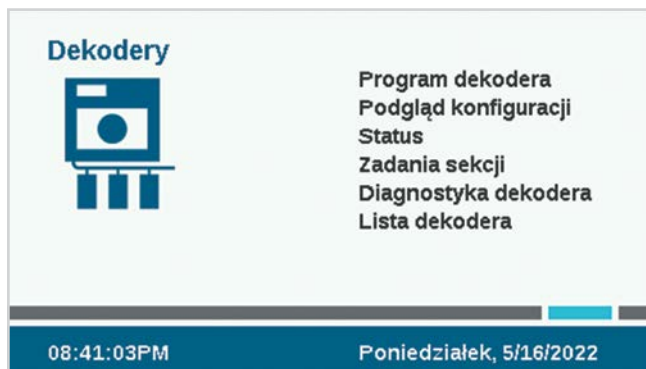 Dekodery
Program dekodera
Podgląd konfiguracji
Status
Zadania sekcji
Diagnostyka dekodera
Lista dekodera
08:41:03PM
Poniedziałek, 5/16/2022